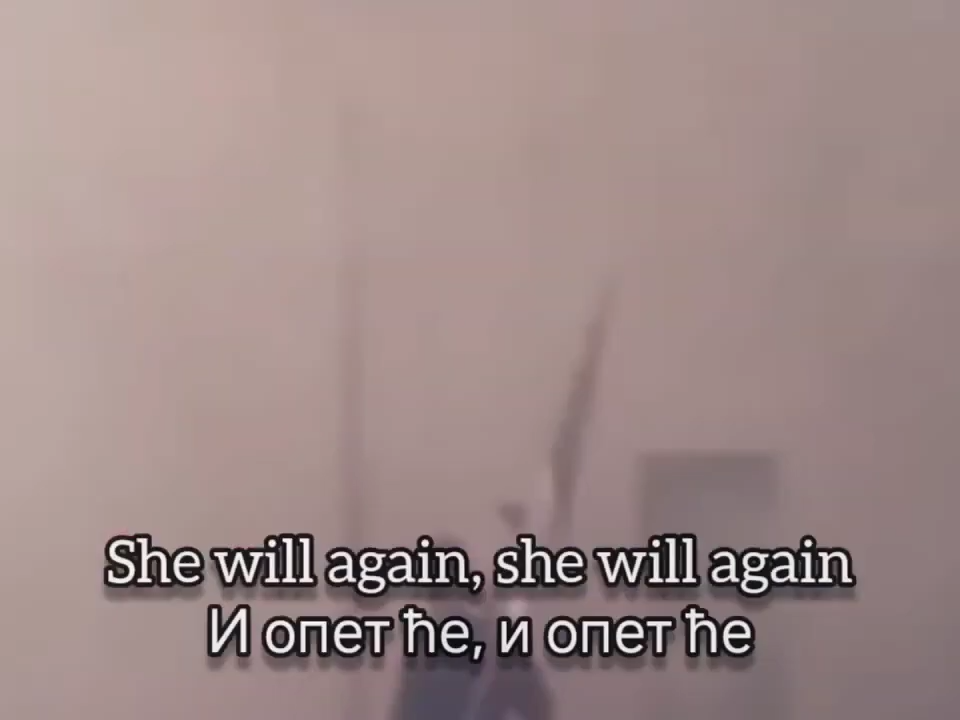 She will again, she will again
И опет ће, и опет ће